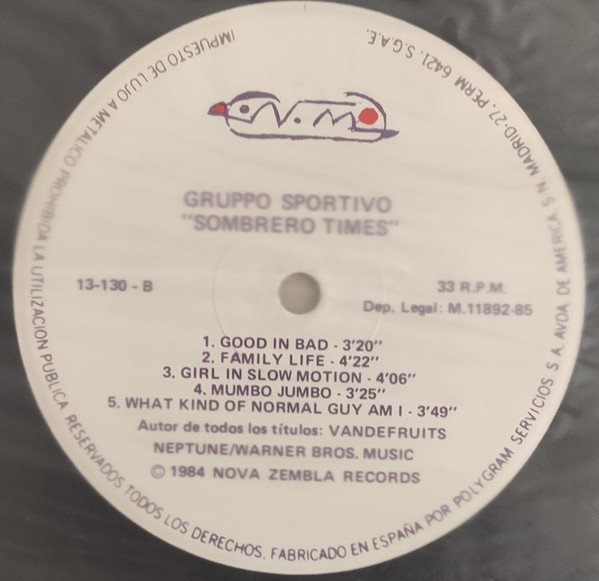 N.MO
GRUPPO SPORTIVO
"SOMBRERO TIMES"
13-130 - B
33 R.P.M.
Dep. Legal: M.11892-85
1. GOOD IN BAD - 3'20"
2. FAMILY LIFE - 4'22"
3. GIRL IN SLOW MOTION - 4'06"
4. MUMBO JUMBO - 3'25"
5. WHAT KIND OF NORMAL GUY AM I - 3'49"
Autor de todos los títulos: VANDEFRUITS
NEPTUNE/WARNER BROS. MUSIC
© 1984 NOVA ZEMBLA RECORDS
IMPUESTO DE LUJO A METALICO PROHIBIDA LA UTILIZACION PUBLICA RESERVADOS TODOS LOS DERECHOS. FABRICADO EN ESPAÑA POR POLYGRAM SERVICIOS S.A. AVDA. DE AMERICA S.N. MADRID-27. PERM 6421. S.G.A.E.